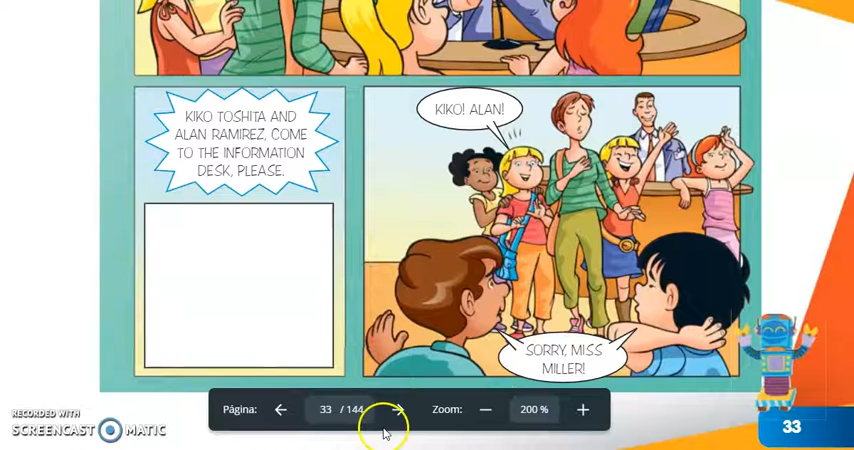 KIKO TOSHITA AND
ALAN RAMIREZ, COME
TO THE INFORMATION
DESK, PLEASE.
KIKO! ALAN!
SORRY, MISS
MILLER!
Página: 33 / 144 Zoom: 200 %
RECORDED WITH
SCREENCAST MATIC
33